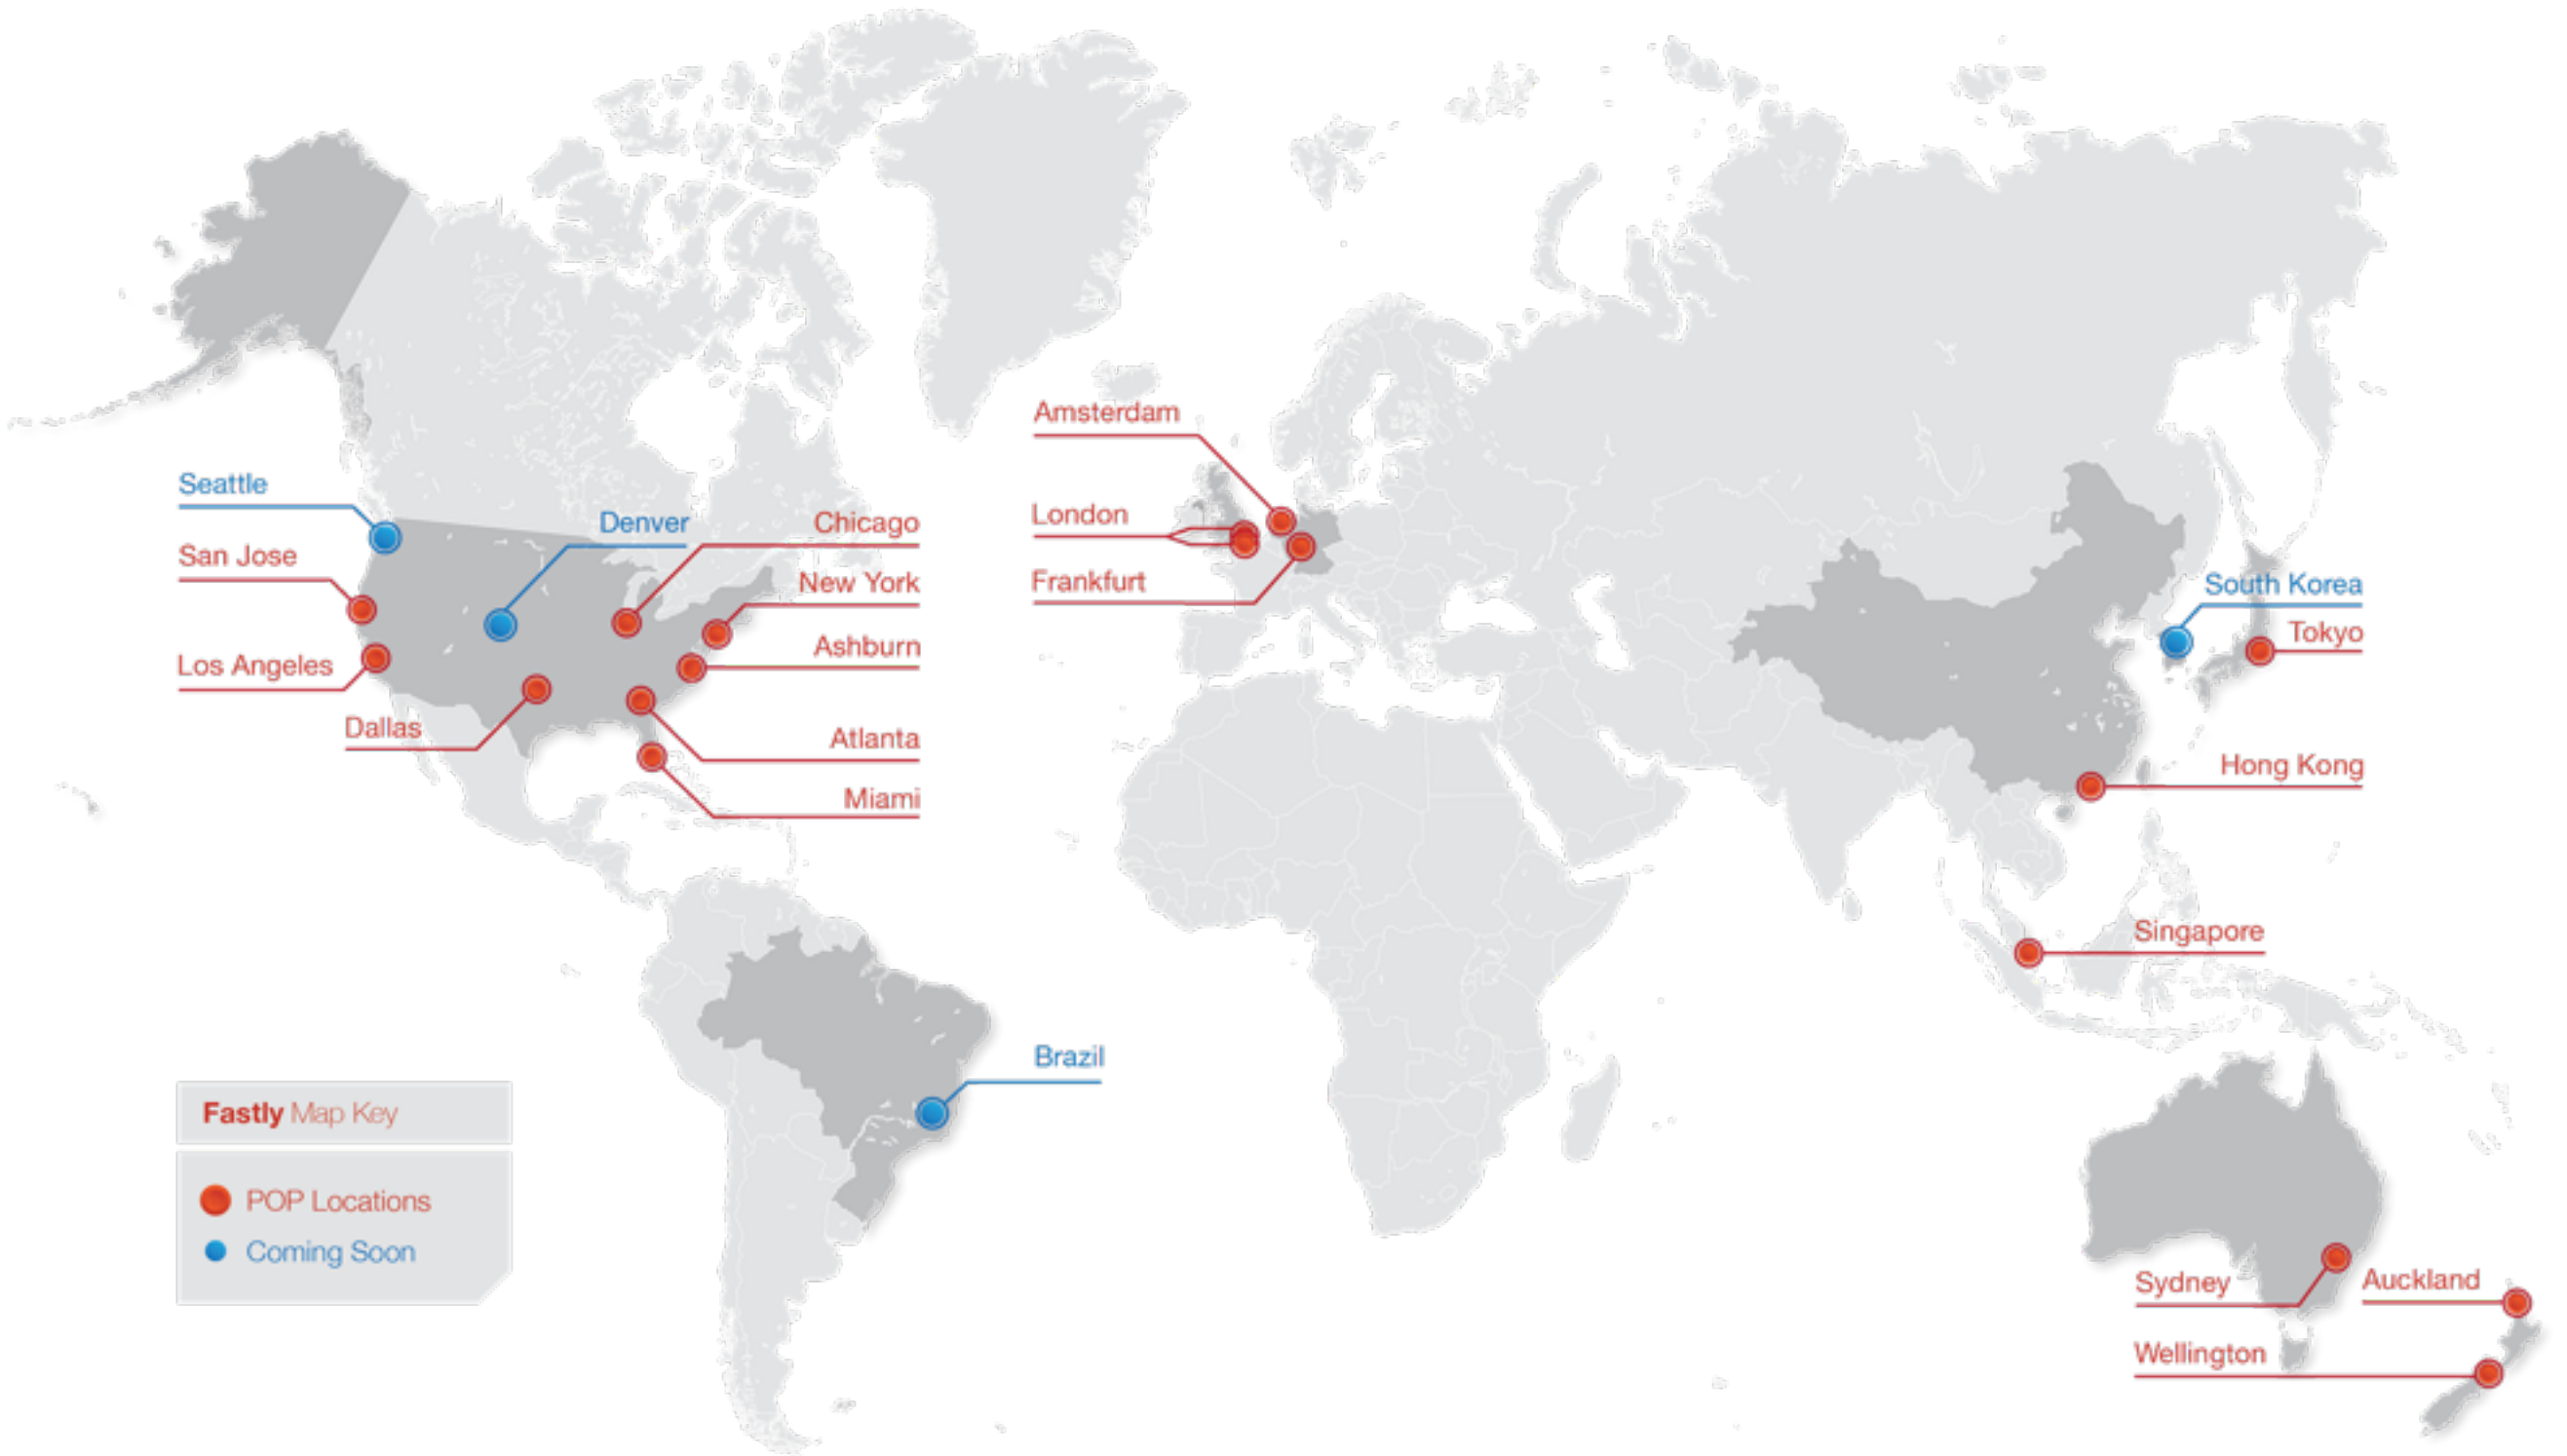 Amsterdam
Seattle
London
Denver
Chicago
San Jose
Frankfurt
New York
South Korea
Tokyo
Ashburn
Los Angeles
Dallas
Atlanta
Hong Kong
Miami
Singapore
Brazil
Fastly Map Key
POP Locations
Coming Soon
Sydney
Auckland
Wellington